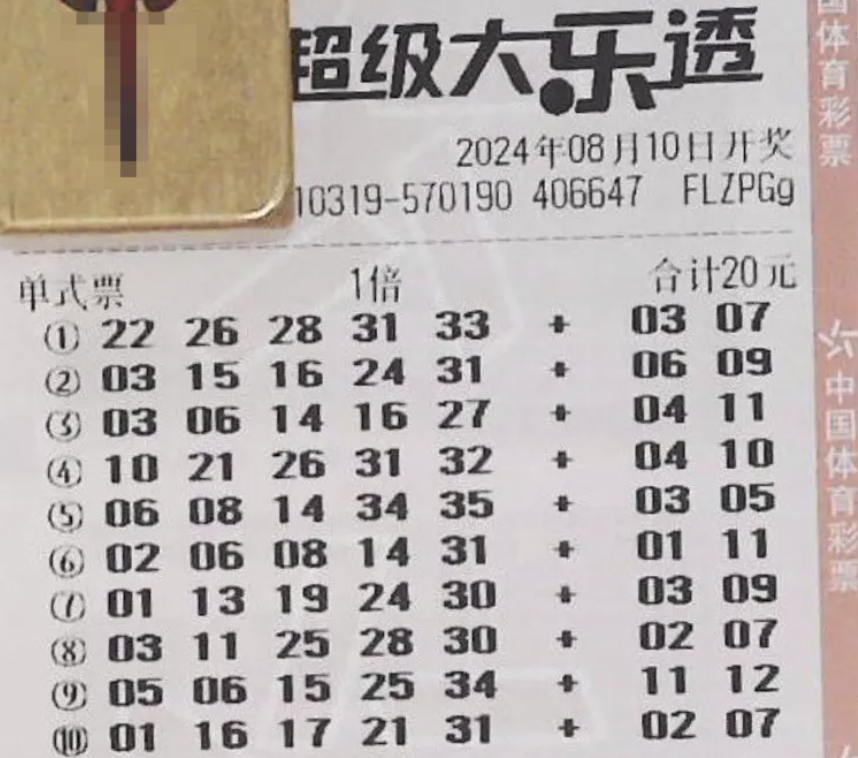 超级大乐透
2024年08月10日开奖
10319-570190 406647 FLZPGg
单式票 1倍 合计20元
① 22 26 28 31 33 + 03 07
② 03 15 16 24 31 + 06 09
③ 03 06 14 16 27 + 04 11
④ 10 21 26 31 32 + 04 10
⑤ 06 08 14 34 35 + 03 05
⑥ 02 06 08 14 31 + 01 11
⑦ 01 13 19 24 30 + 03 09
⑧ 03 11 25 28 30 + 02 07
⑨ 05 06 15 25 34 + 11 12
⑩ 01 16 17 21 31 + 02 07
国体育彩票
中国体育彩票